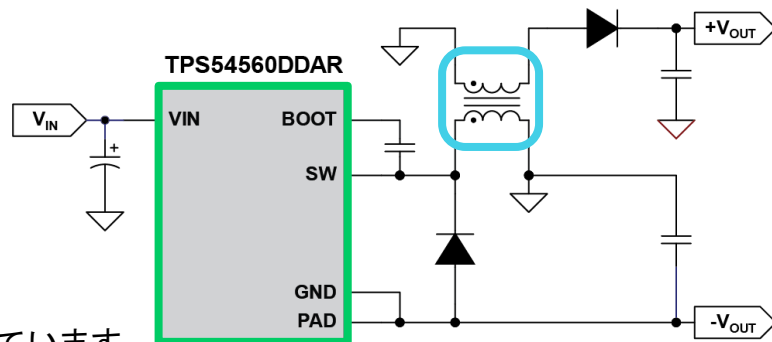 TPS54560DDAR
+VOUT
VIN
VIN
BOOT
+
SW
GND
PAD
-VOUT
ています